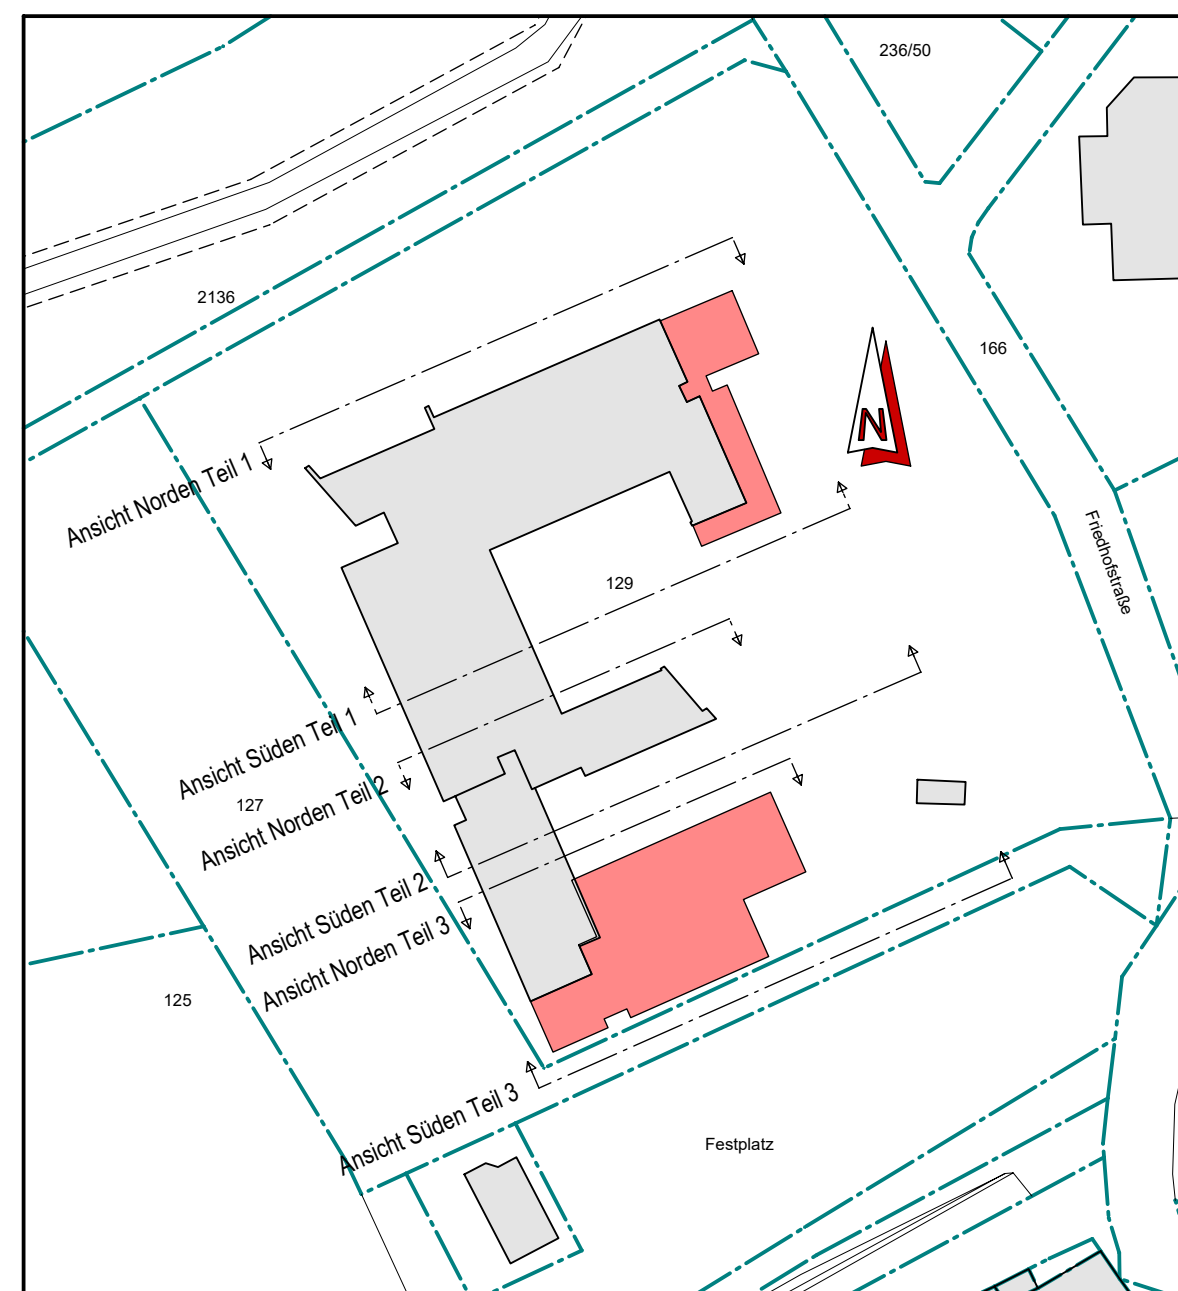 236/50
2136
166
Ansicht Norden Teil 1
N
Friedhofstraße
129
Ansicht Süden Teil 1
127
Ansicht Norden Teil 2
Ansicht Süden Teil 2
Ansicht Norden Teil 3
125
Ansicht Süden Teil 3
Festplatz